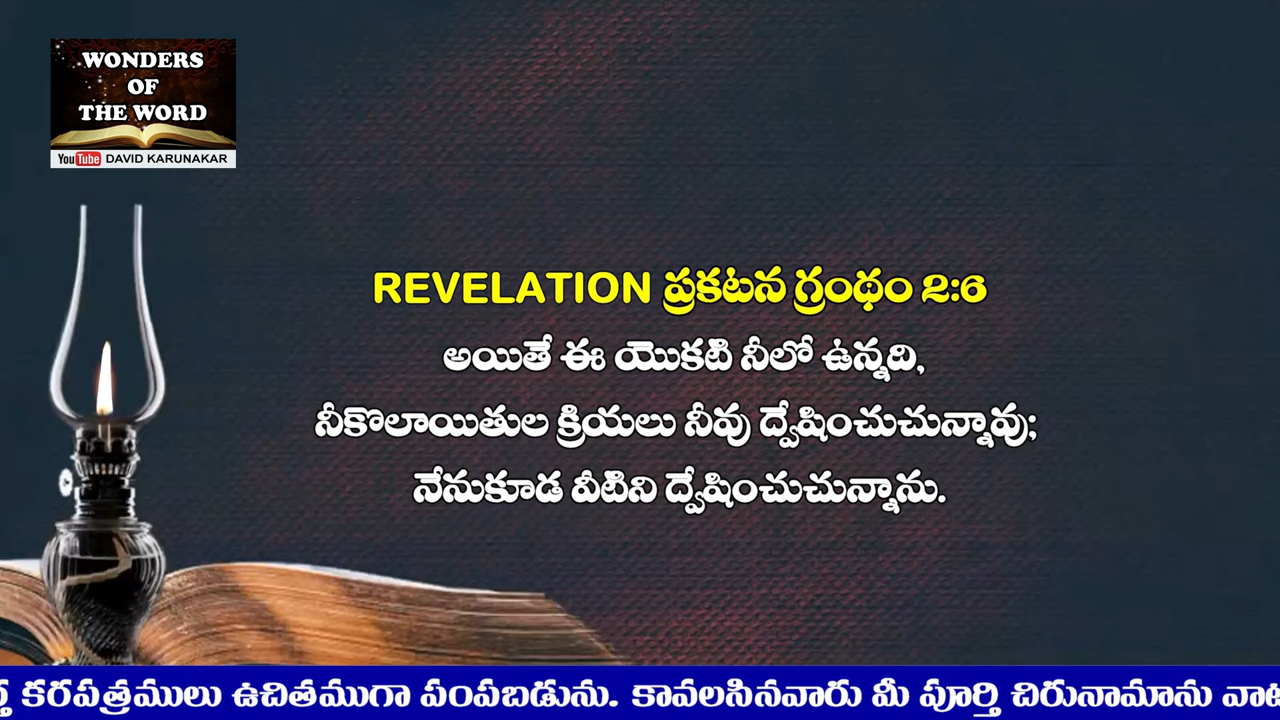 WONDERS
OF
THE WORD
YouTube DAVID KARUNAKAR
REVELATION ప్రకటన గ్రంథం 2:6
అయితే ఈ యొకటి నీలో ఉన్నది,
నీకొలాయితుల క్రియలు నీవు ద్వేషించుచున్నావు;
నేనుకూడ వీటిని ద్వేషించుచున్నాను.
కరపత్రములు ఉచితముగా పంపబడును. కావలసినవారు మీ పూర్తి చిరునామాను